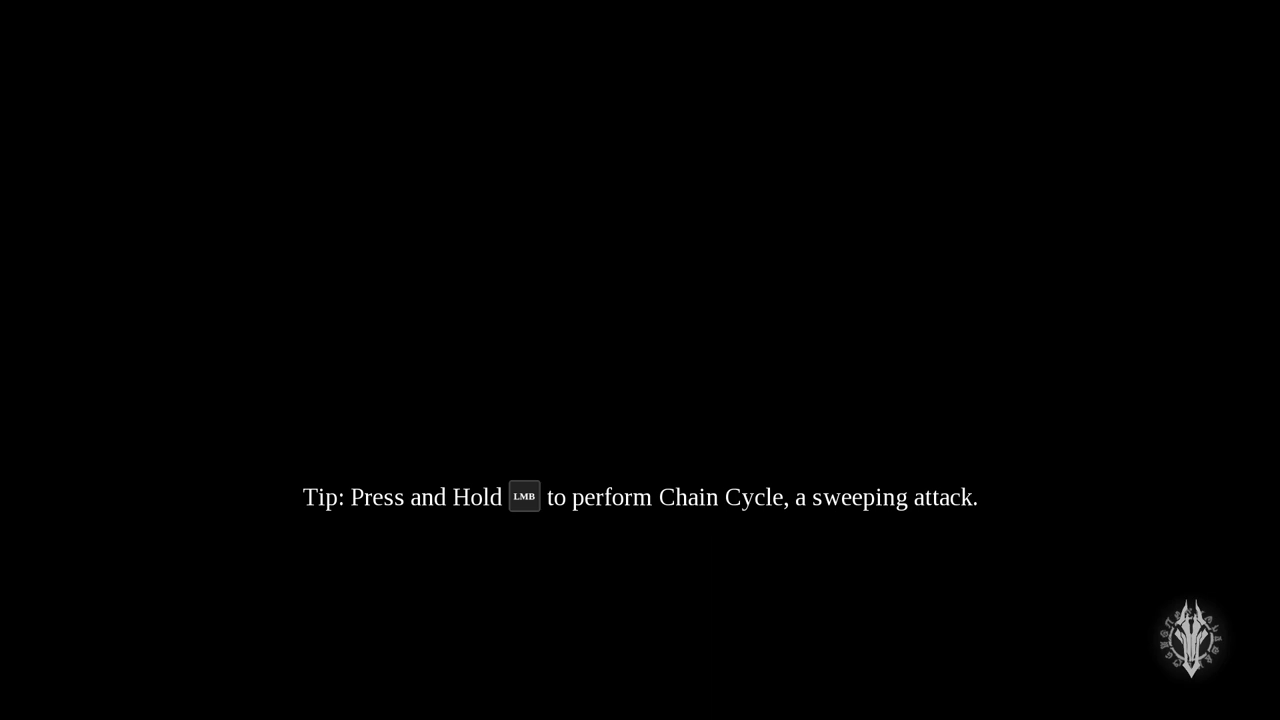 Tip: Press and Hold LMB to perform Chain Cycle, a sweeping attack.